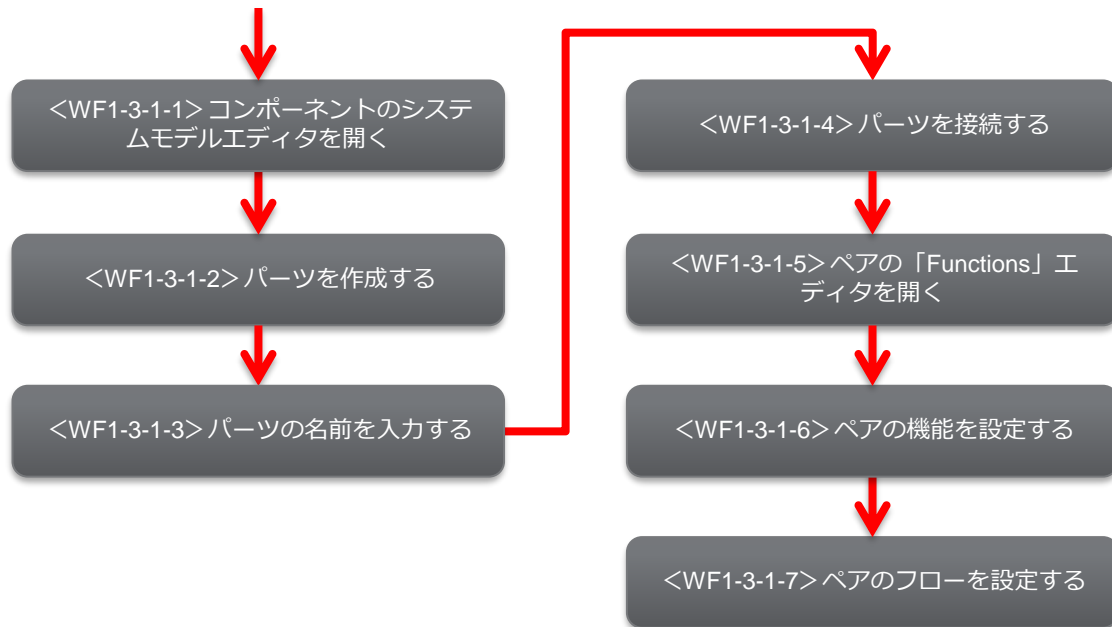 <WF1-3-1-1>コンポーネントのシステ
ムモデルエディタを開く
<WF1-3-1-2>パーツを作成する
<WF1-3-1-3>パーツの名前を入力する
<WF1-3-1-4>パーツを接続する
<WF1-3-1-5>ペアの「Functions」エ
ディタを開く
<WF1-3-1-6>ペアの機能を設定する
<WF1-3-1-7>ペアのフローを設定する